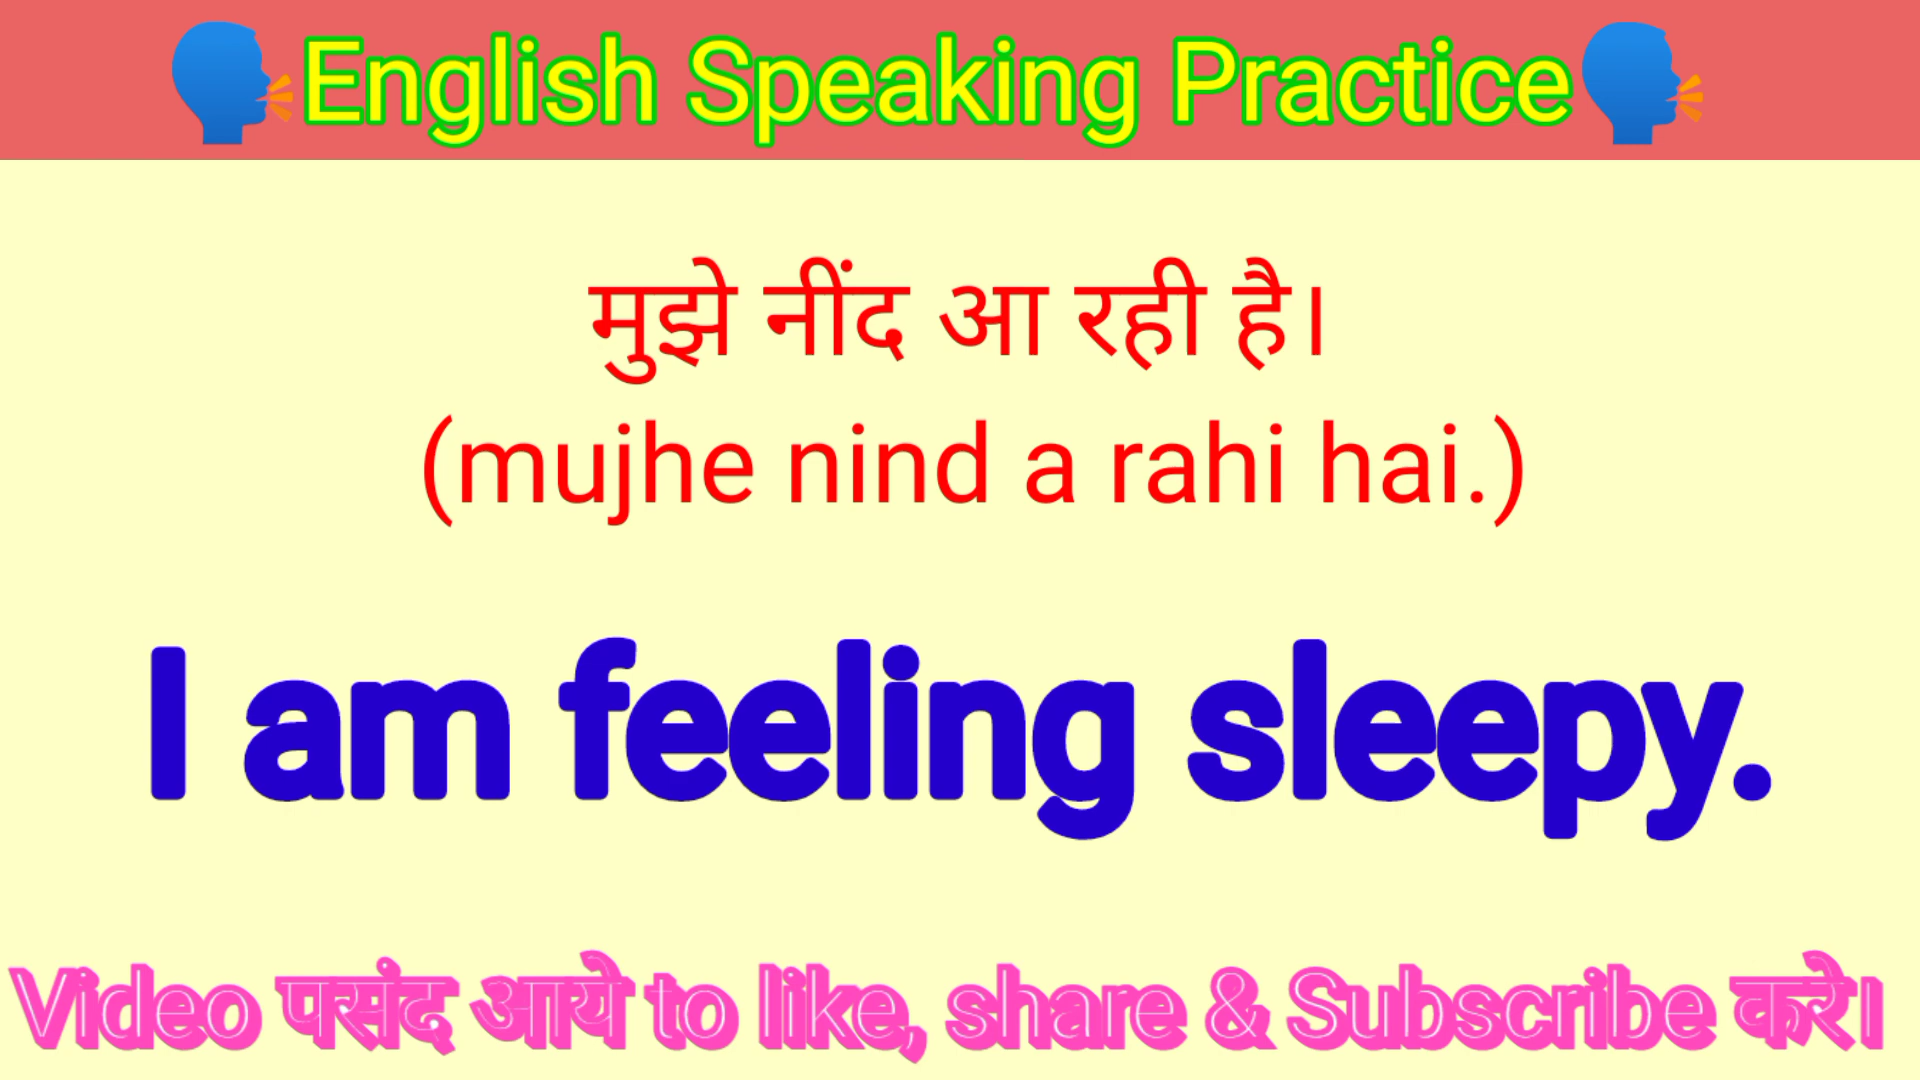 English Speaking Practice
मुझे नींद आ रही है।
(mujhe nind a rahi hai.)
I am feeling sleepy.
Video पसंद आये to like, share & Subscribe करे।